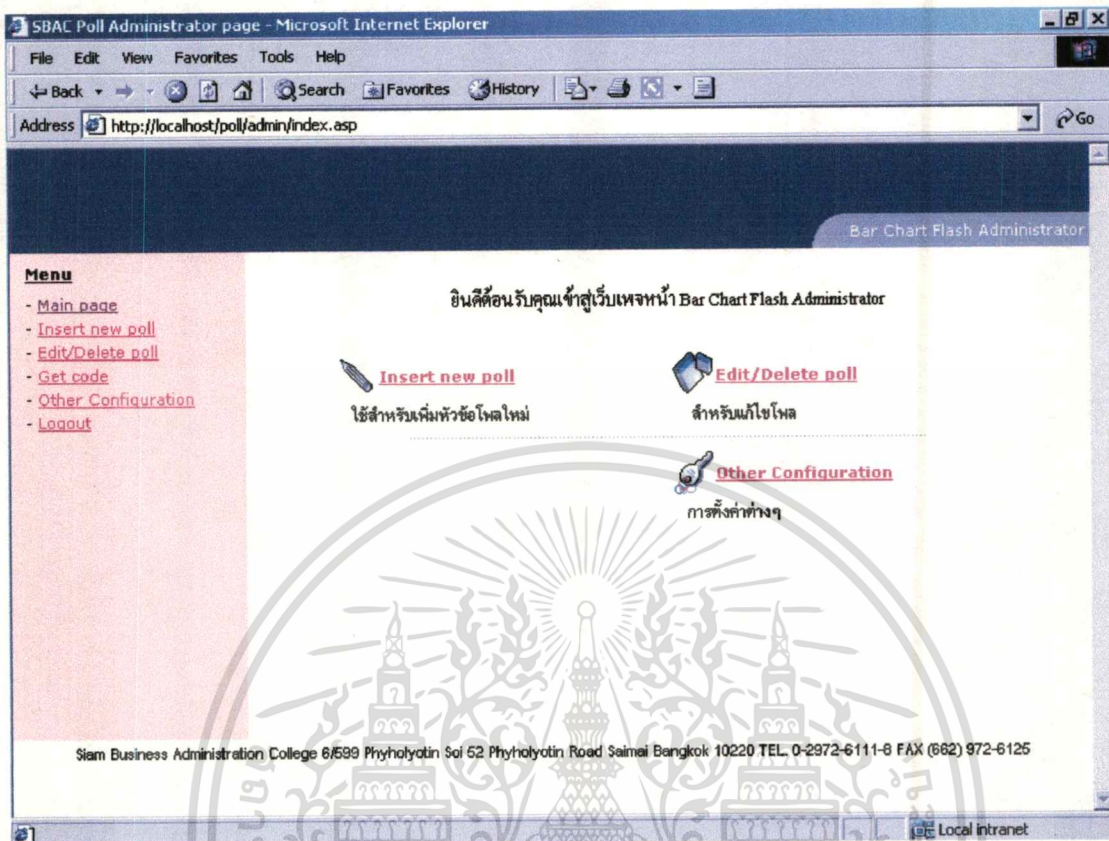 SBAC Poll Administrator page - Microsoft Internet Explorer
File Edit View Favorites Tools Help
Back Search Favorites History
Address http://localhost/poll/admin/index.asp Go
Bar Chart Flash Administrator
Menu
- Main page
- Insert new poll
- Edit/Delete poll
- Get code
- Other Configuration
- Logout
ยินดีต้อนรับคุณเข้าสู่เว็บเพจหน้า Bar Chart Flash Administrator
Insert new poll
ใช้สำหรับเพิ่มหัวข้อโพลใหม่
Edit/Delete poll
สำหรับแก้ไขโพล
Other Configuration
การตั้งค่าต่างๆ
Siam Business Administration College 6/599 Phyholyotin Soi 52 Phyholyotin Road Saimai Bangkok 10220 TEL. 0-2972-6111-8 FAX (662) 972-6125
Local intranet